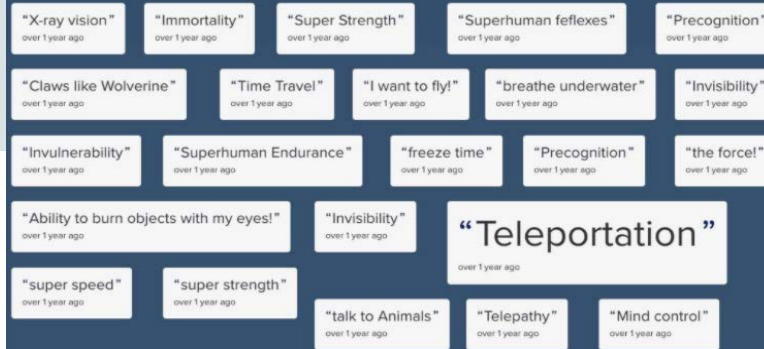 “X-ray vision”
over 1 year ago
“Immortality”
over 1 year ago
“Super Strength”
over 1 year ago
“Superhuman feflexes”
over 1 year ago
“Precognition”
over 1 year ago
“Claws like Wolverine”
over 1 year ago
“Time Travel”
over 1 year ago
“I want to fly!”
over 1 year ago
“breathe underwater”
over 1 year ago
“Invisibility”
over 1 year ago
“Invulnerability”
over 1 year ago
“Superhuman Endurance”
over 1 year ago
“freeze time”
over 1 year ago
“Precognition”
over 1 year ago
“the force!”
over 1 year ago
“Ability to burn objects with my eyes!”
over 1 year ago
“Invisibility”
over 1 year ago
“Teleportation”
over 1 year ago
“super speed”
over 1 year ago
“super strength”
over 1 year ago
“talk to Animals”
over 1 year ago
“Telepathy”
over 1 year ago
“Mind control”
over 1 year ago